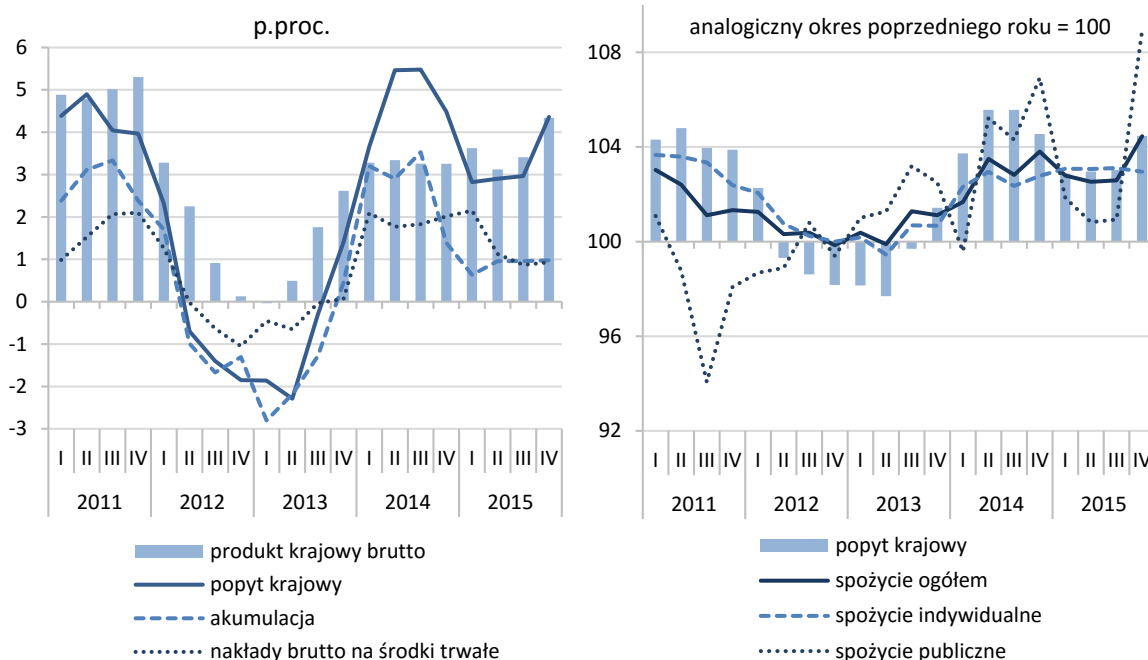 p.proc.
6
5
4
3
2
1
0
-1
-2
-3
I II III IV I II III IV I II III IV I II III IV I II III IV
2011 2012 2013 2014 2015
produkt krajowy brutto
popyt krajowy
akumulacja
nakłady brutto na środki trwałe
analogiczny okres poprzedniego roku = 100
108
104
100
96
92
I II III IV I II III IV I II III IV I II III IV I II III IV
2011 2012 2013 2014 2015
popyt krajowy
spożycie ogółem
spożycie indywidualne
spożycie publiczne